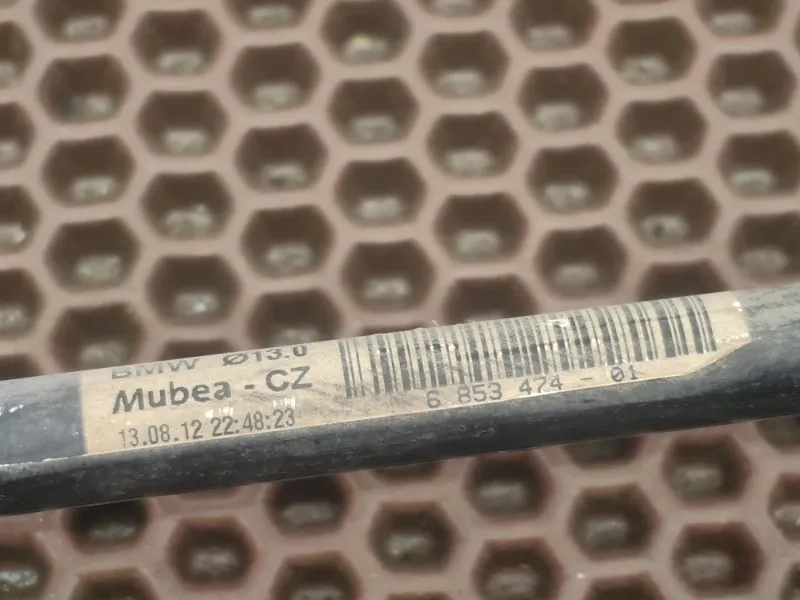 BMW Ø13.0
Mubea - CZ
13.08.12 22:48:23
6 853 474 - 01